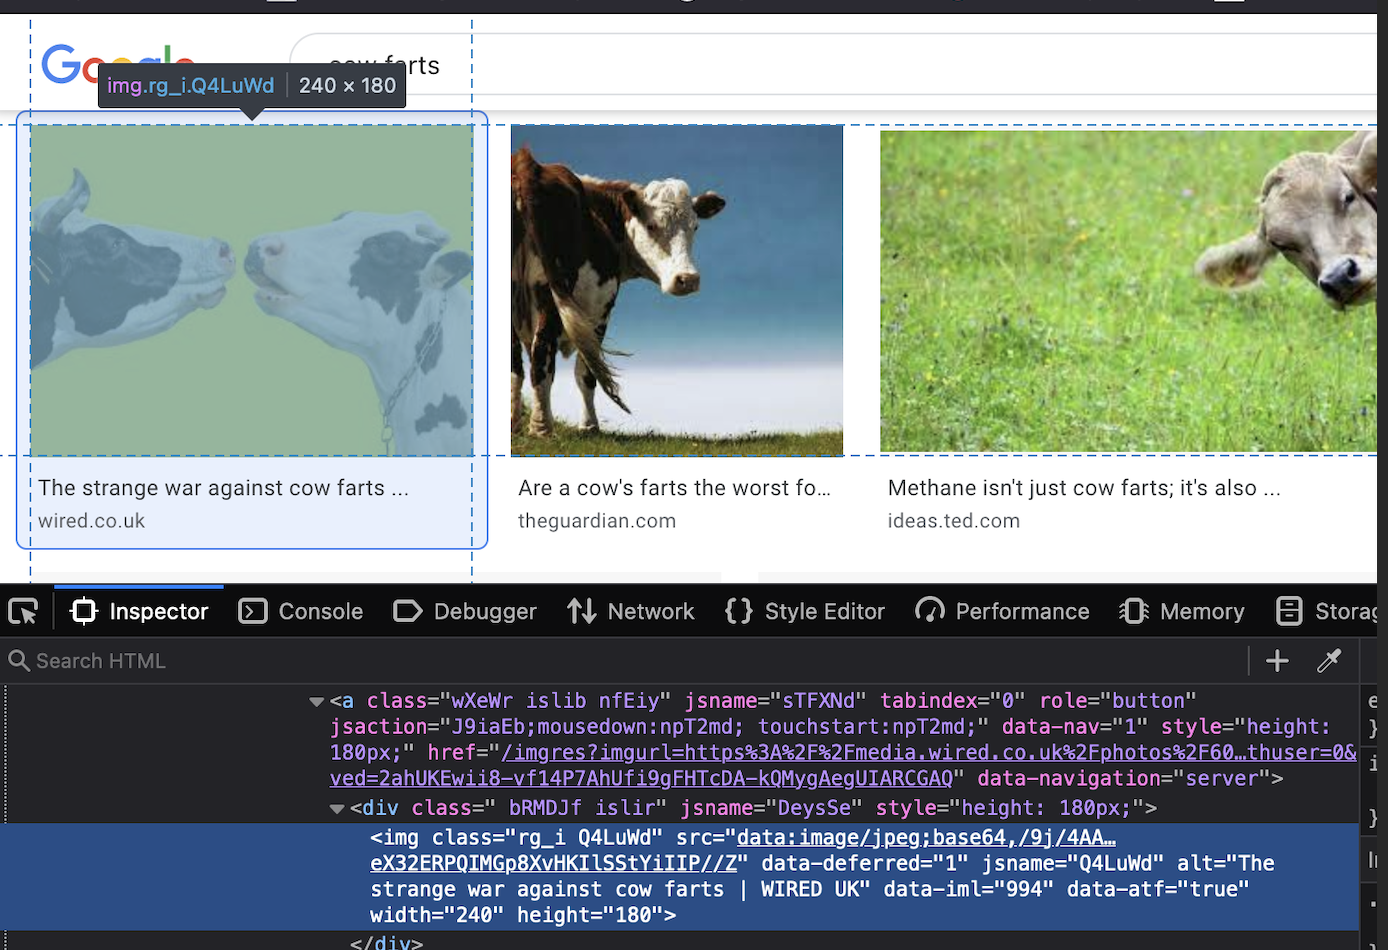 Google
cow farts
img.rg_i.Q4LuWd | 240 × 180
The strange war against cow farts ...
wired.co.uk
Are a cow's farts the worst fo...
theguardian.com
Methane isn't just cow farts; it's also ...
ideas.ted.com
Inspector Console Debugger Network Style Editor Performance Memory Storag
Search HTML
<a class="wXeWr islib nfEiy" jsname="sTFXNd" tabindex="0" role="button"
jsaction="J9iaEb;mousedown:npT2md; touchstart:npT2md;" data-nav="1" style="height:
180px;" href="/imgres?imgurl=https%3A%2F%2Fmedia.wired.co.uk%2Fphotos%2F60…thuser=0&
ved=2ahUKEwii8-vf14P7AhUfi9gFHTcDA-kQMygAegUIARCGAQ" data-navigation="server">
<div class=" bRMDJf islir" jsname="DeysSe" style="height: 180px;">
<img class="rg_i Q4LuWd" src="data:image/jpeg;base64,/9j/4AA…
eX32ERPQIMGp8XvHKIlSStYiIIP//Z" data-deferred="1" jsname="Q4LuWd" alt="The
strange war against cow farts | WIRED UK" data-iml="994" data-atf="true"
width="240" height="180">
</div>